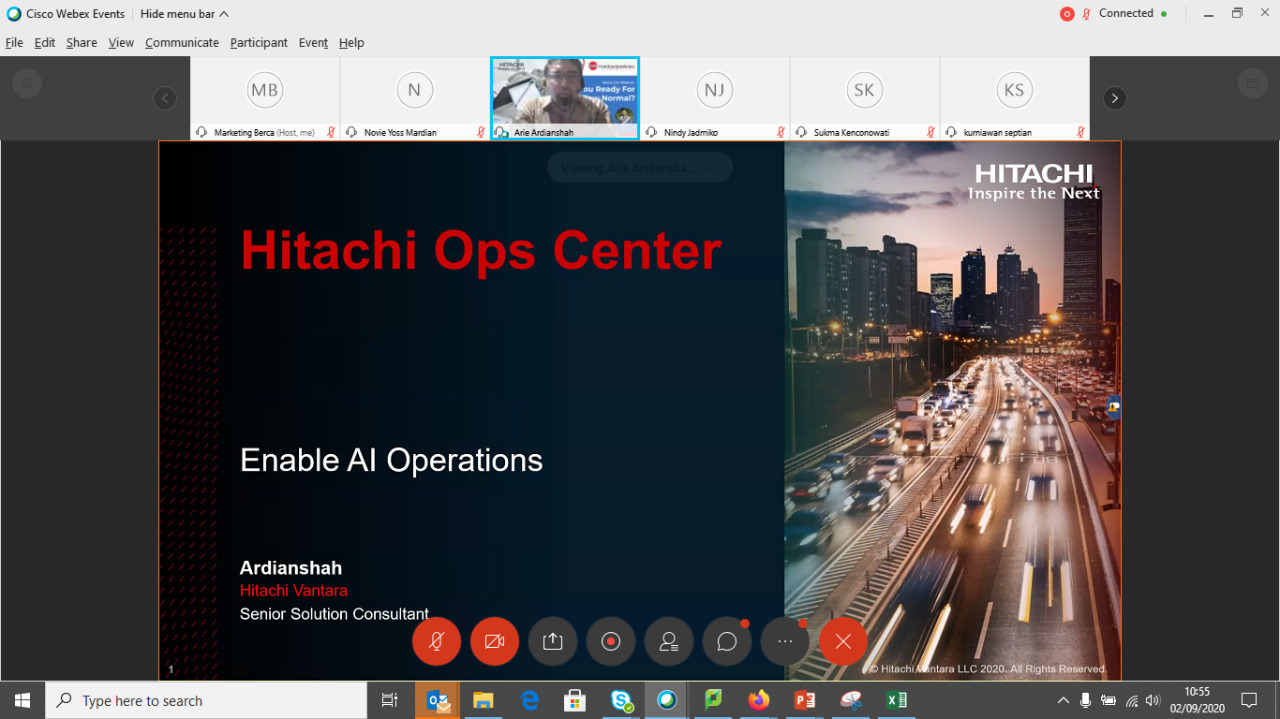 Cisco Webex Events
Hide menu bar
Connected
File Edit Share View Communicate Participant Event Help
MB
N
NJ
SK
KS
HITACHI
ou Ready For
Normal?
Marketing Berca (Host, me)
Novie Yoss Mardian
Arie Ardianshah
Nindy Jadmiko
Sukma Kenconowati
kurniawan septian
Viewing Arie Ardiansha...
HITACHI
Inspire the Next
Hitachi Ops Center
Enable AI Operations
Ardianshah
Hitachi Vantara
Senior Solution Consultant
1
© Hitachi Vantara LLC 2020. All Rights Reserved.
Type here to search
10:55
02/09/2020